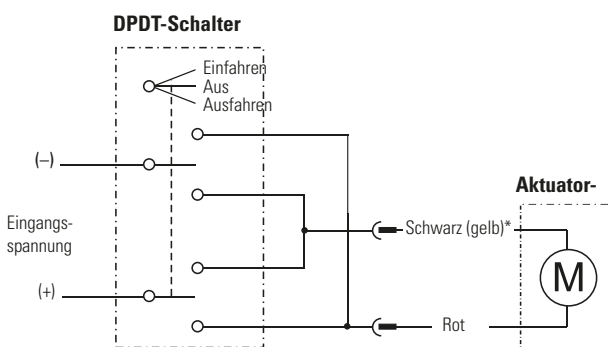 DPDT-Schalter
Einfahren
Aus
Ausfahren
(–)
Eingangs-
spannung
(+)
Aktuator-
Schwarz (gelb)*
M
Rot